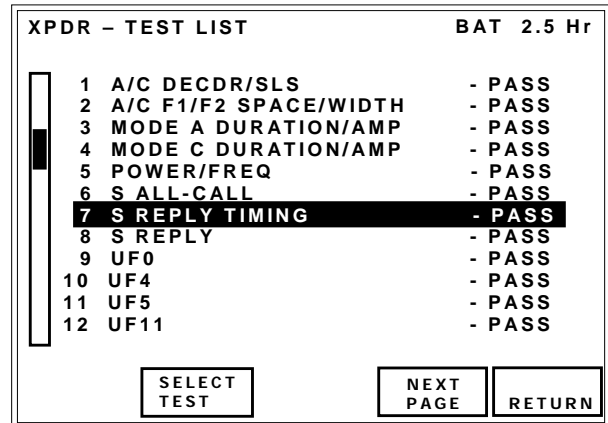 XPDR – TEST LIST BAT 2.5 Hr
1 A/C DECDR/SLS - PASS
2 A/C F1/F2 SPACE/WIDTH - PASS
3 MODE A DURATION/AMP - PASS
4 MODE C DURATION/AMP - PASS
5 POWER/FREQ - PASS
6 S ALL-CALL - PASS
7 S REPLY TIMING - PASS
8 S REPLY - PASS
9 UF0 - PASS
10 UF4 - PASS
11 UF5 - PASS
12 UF11 - PASS
SELECT TEST
NEXT PAGE
RETURN